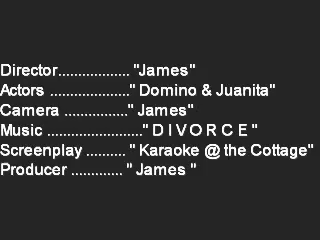 Director.................. "James"
Actors ...................." Domino & Juanita"
Camera ................" James"
Music ........................" D I V O R C E "
Screenplay .......... " Karaoke @ the Cottage"
Producer ............. " James "